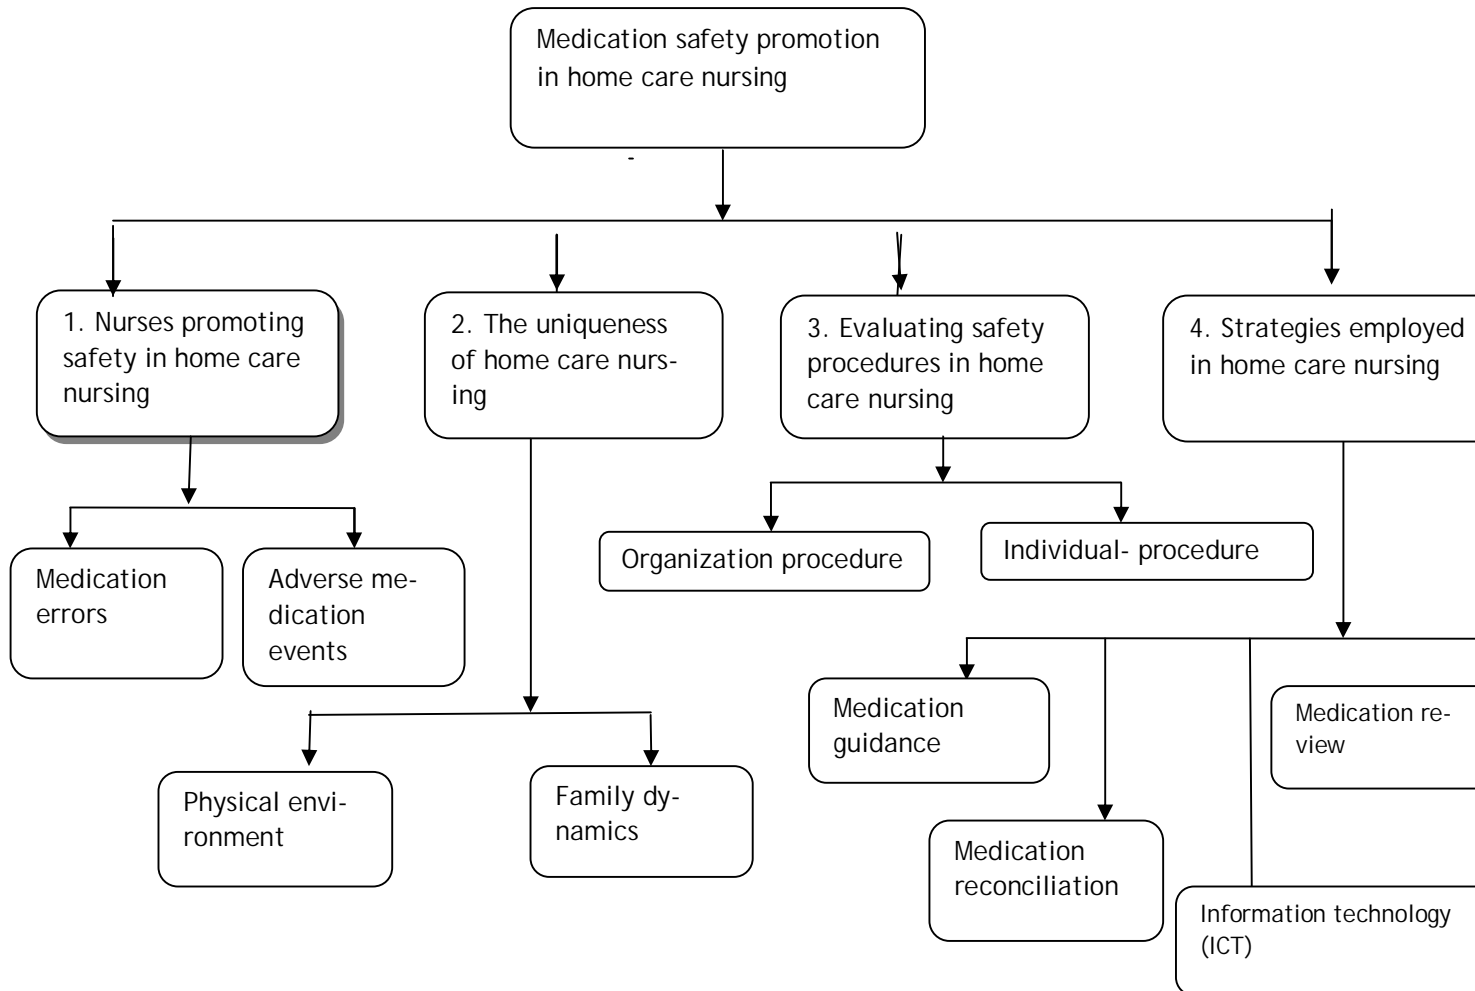 Medication safety promotion
in home care nursing
-
1. Nurses promoting
safety in home care
nursing
2. The uniqueness
of home care nurs-
ing
3. Evaluating safety
procedures in home
care nursing
4. Strategies employed
in home care nursing
Medication
errors
Adverse me-
dication
events
Organization procedure
Individual- procedure
Physical envi-
ronment
Family dy-
namics
Medication
guidance
Medication re-
view
Medication
reconciliation
Information technology
(ICT)